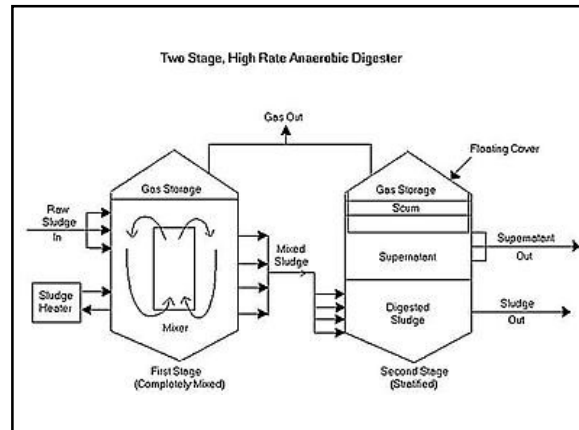 Two Stage, High Rate Anaerobic Digester
Gas Out
Floating Cover
Gas Storage
Gas Storage
Scum
Raw
Sludge
In
Mixed
Sludge
Supernatant
Supernatant
Out
Sludge
Heater
Mixer
Digested
Sludge
Sludge
Out
First Stage
(Completely Mixed)
Second Stage
(Stratified)